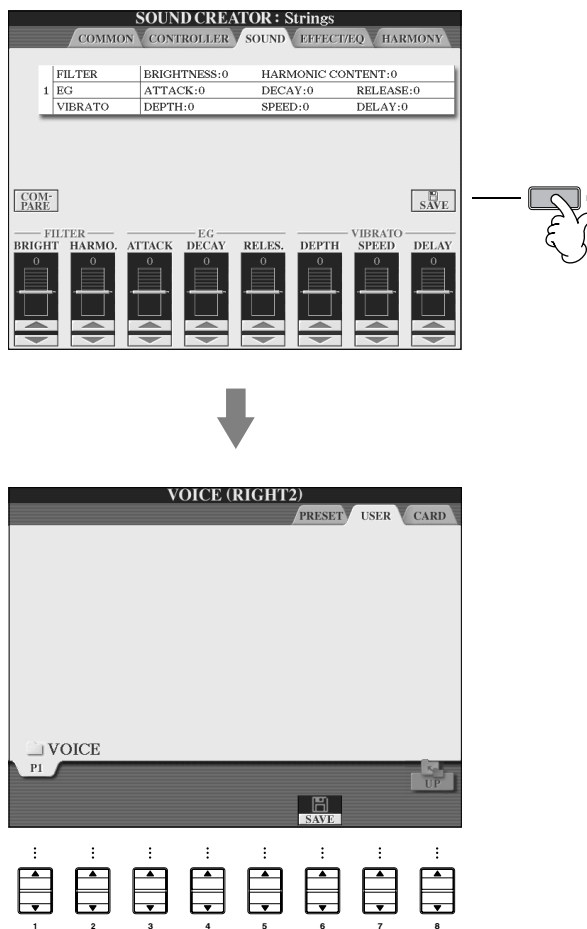 SOUND CREATOR : Strings
COMMON CONTROLLER SOUND EFFECT/EQ HARMONY
FILTER BRIGHTNESS:0 HARMONIC CONTENT:0
1 EG ATTACK:0 DECAY:0 RELEASE:0
VIBRATO DEPTH:0 SPEED:0 DELAY:0
COM-
PARE
SAVE
FILTER EG VIBRATO
BRIGHT HARMO. ATTACK DECAY RELES. DEPTH SPEED DELAY
0 0 0 0 0 0 0 0
VOICE (RIGHT2)
PRESET USER CARD
VOICE
P1
UP
SAVE
1 2 3 4 5 6 7 8